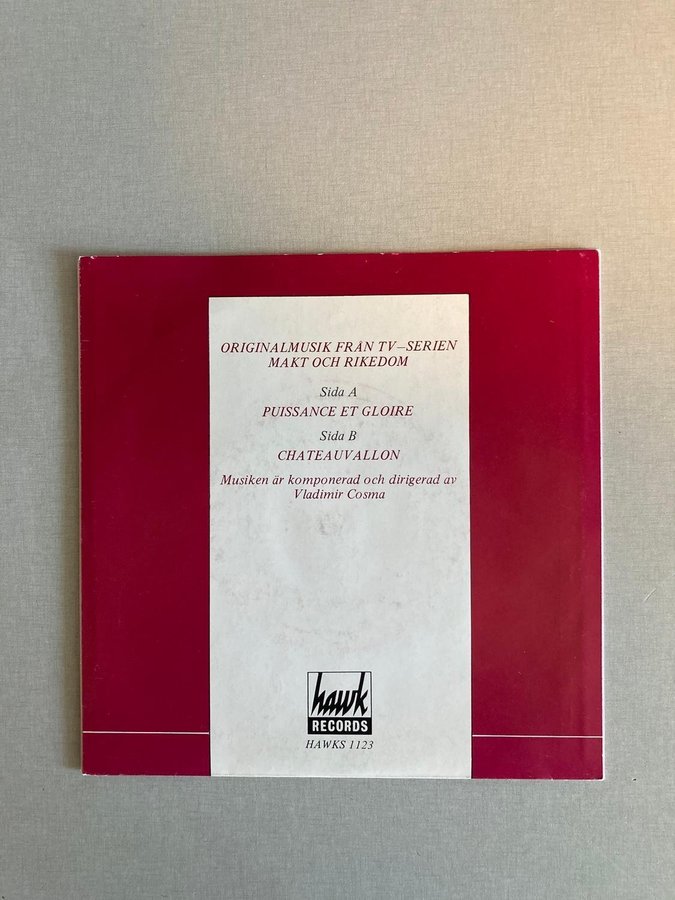 ORIGINALMUSIK FRÅN TV–SERIEN
MAKT OCH RIKEDOM
Sida A
PUISSANCE ET GLOIRE
Sida B
CHATEAUVALLON
Musiken är komponerad och dirigerad av
Vladimir Cosma
hawk
RECORDS
HAWKS 1123